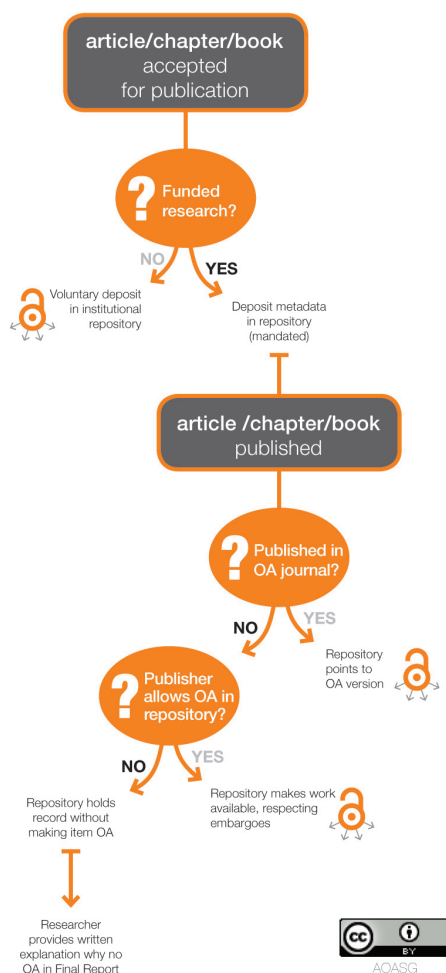 article/chapter/book
accepted
for publication
? Funded
research?
NO
YES
Voluntary deposit
in institutional
repository
Deposit metadata
in repository
(mandated)
article /chapter/book
published
? Published in
OA journal?
NO
YES
Repository
points to
OA version
? Publisher
allows OA in
repository?
NO
YES
Repository holds
record without
making item OA
Repository makes work
available, respecting
embargoes
Researcher
provides written
explanation why no
OA in Final Report
cc
BY
AOASG